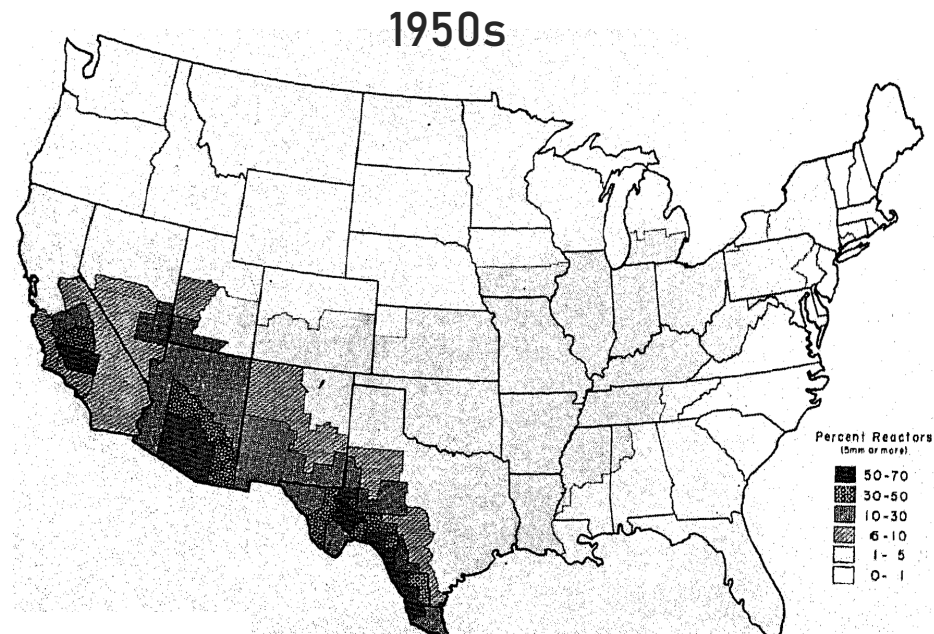 1950s
Percent Reactors
(5mm or more)
50-70
30-50
10-30
6-10
1- 5
0- 1